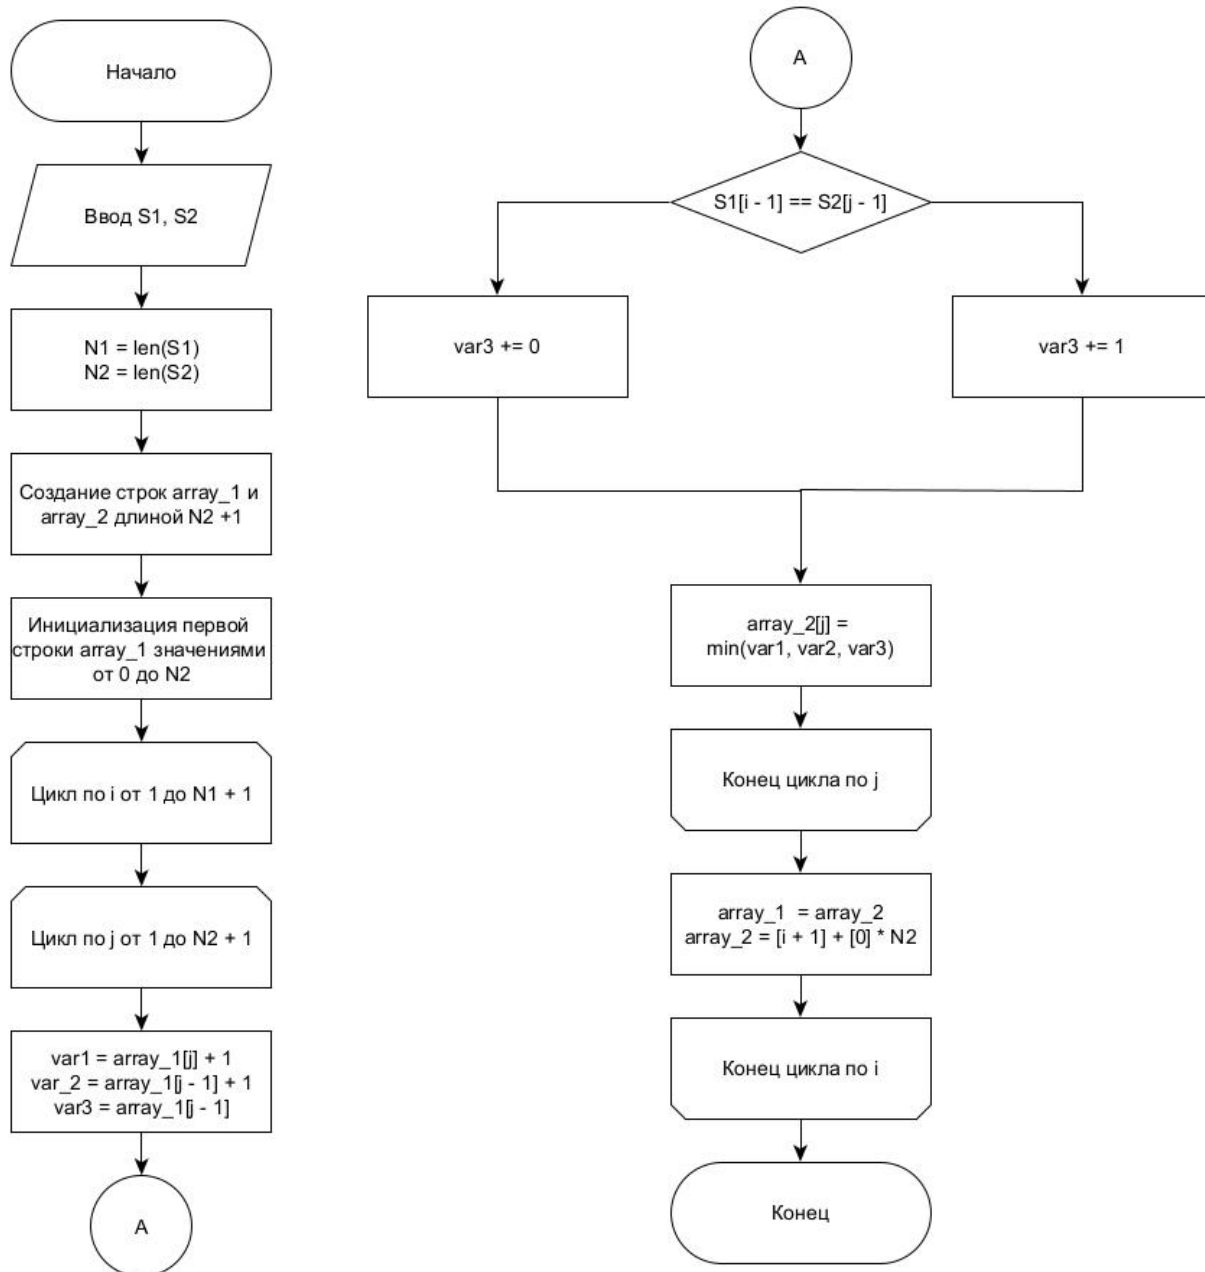 Начало
Ввод S1, S2
N1 = len(S1)
N2 = len(S2)
Создание строк array_1 и
array_2 длиной N2 +1
Инициализация первой
строки array_1 значениями
от 0 до N2
Цикл по i от 1 до N1 + 1
Цикл по j от 1 до N2 + 1
var1 = array_1[j] + 1
var_2 = array_1[j - 1] + 1
var3 = array_1[j - 1]
A
A
S1[i - 1] == S2[j - 1]
var3 += 0
var3 += 1
array_2[j] =
min(var1, var2, var3)
Конец цикла по j
array_1 = array_2
array_2 = [i + 1] + [0] * N2
Конец цикла по i
Конец